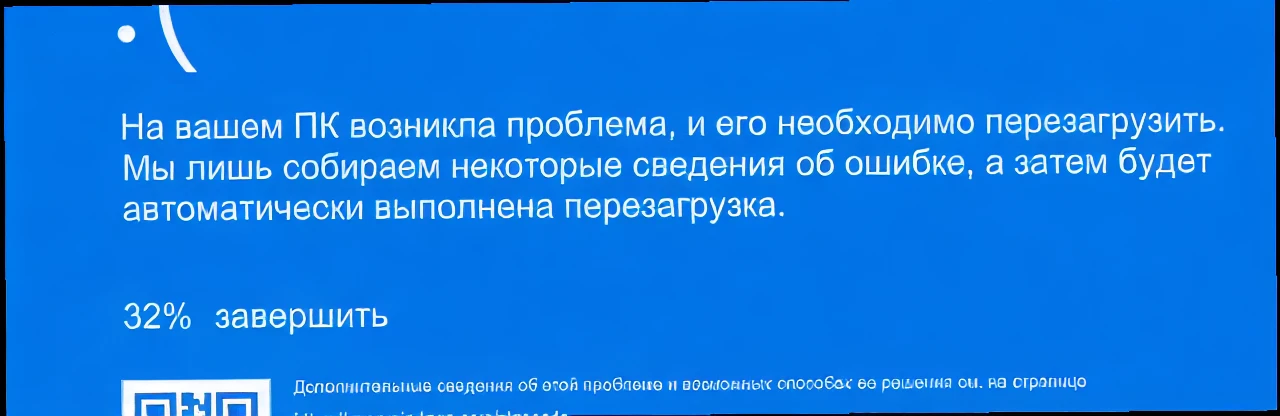 :(
На вашем ПК возникла проблема, и его необходимо перезагрузить.
Мы лишь собираем некоторые сведения об ошибке, а затем будет
автоматически выполнена перезагрузка.
32% завершить
Дополнительные сведения об этой проблеме и возможных способах ее решения см. на странице